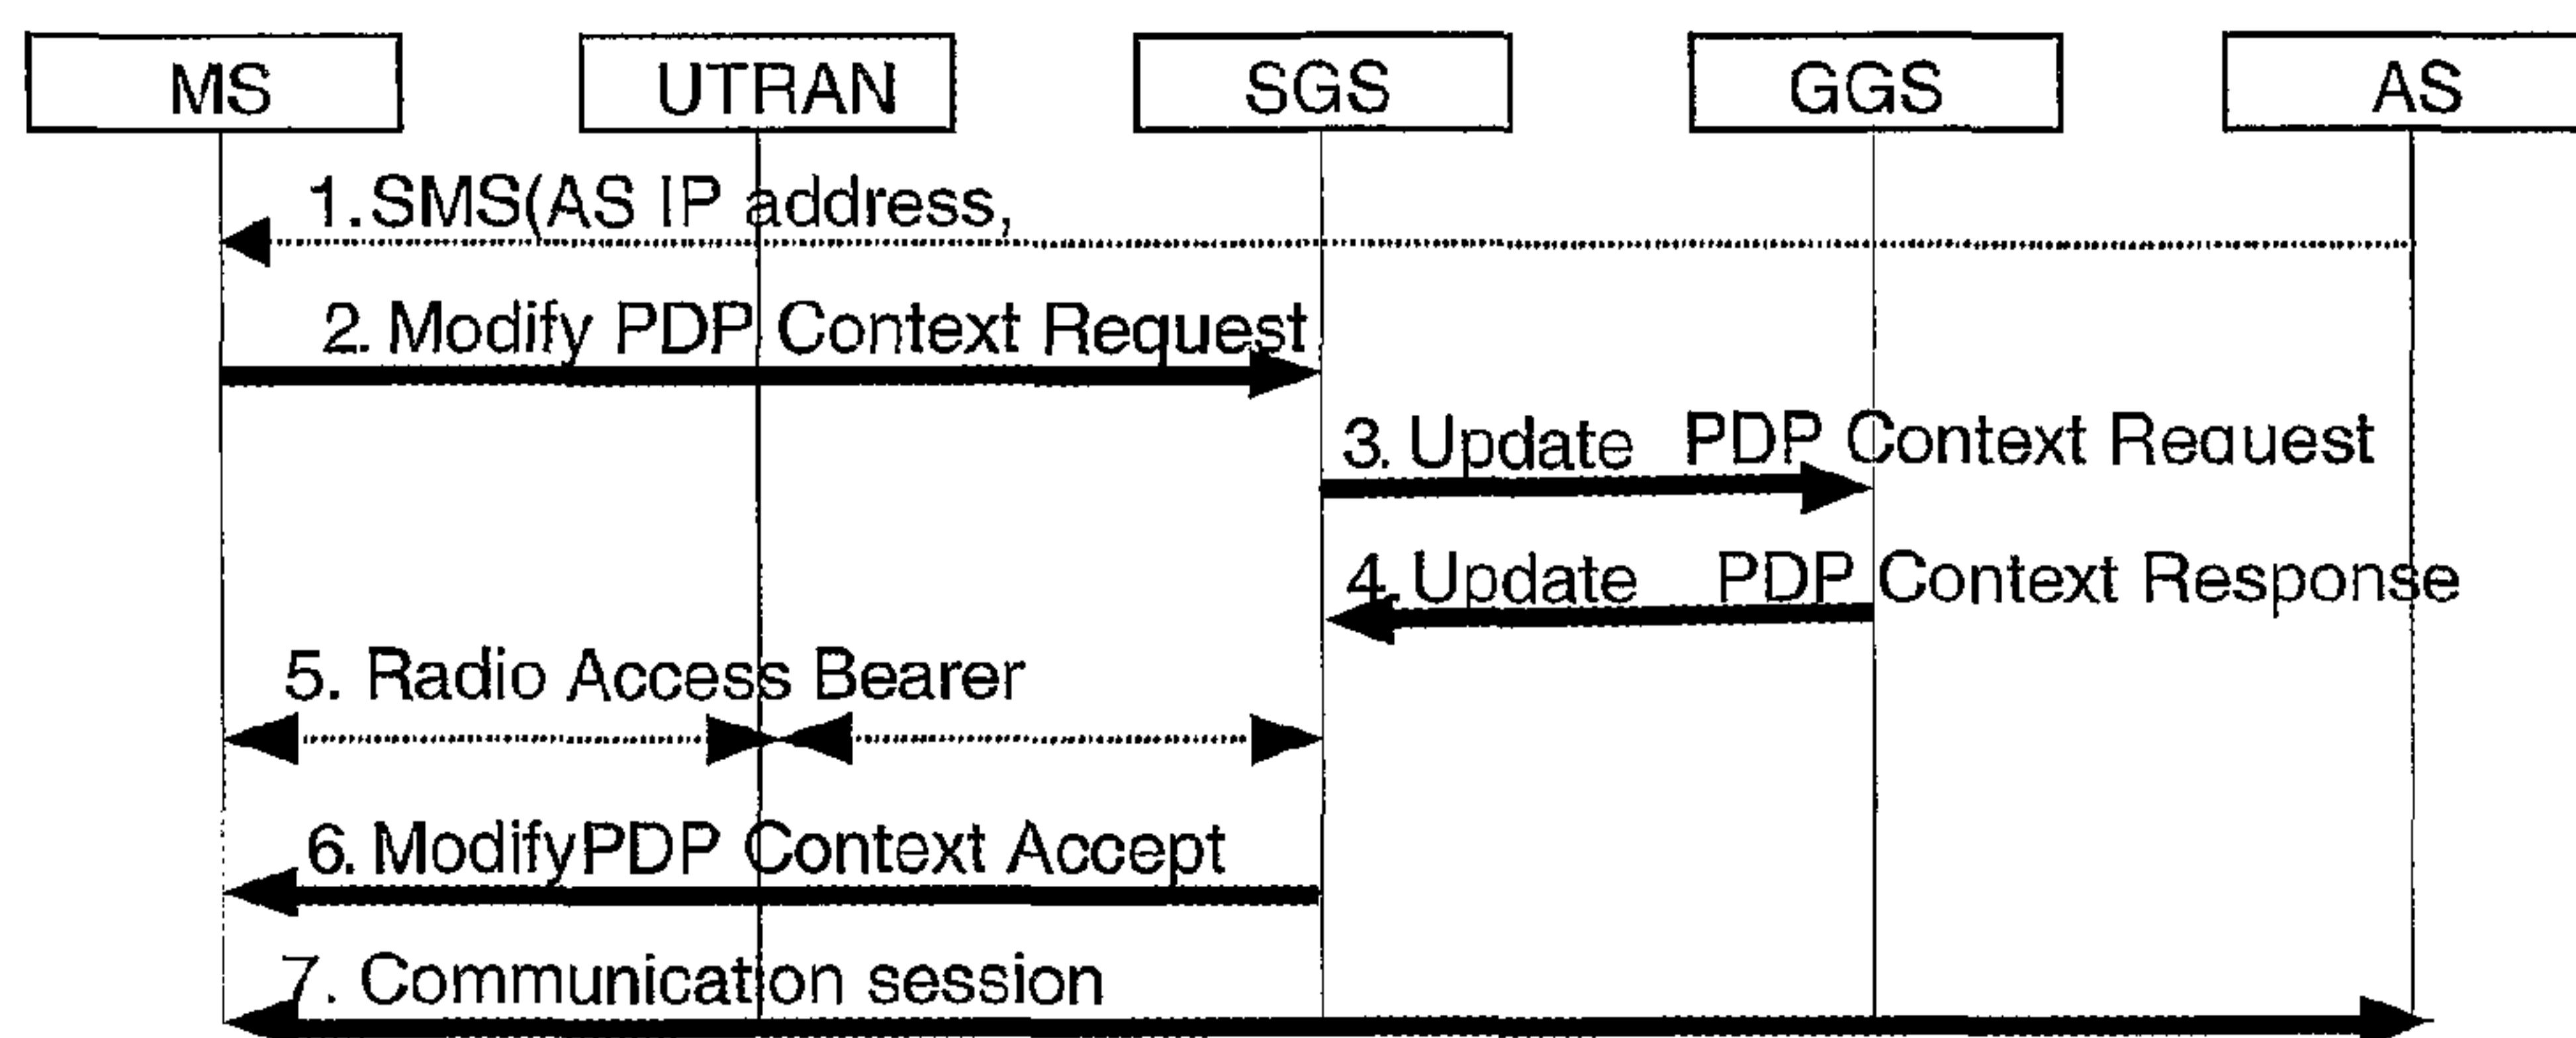 MS UTRAN SGS GGS AS
1.SMS(AS IP address,
2. Modify PDP Context Request
3. Update PDP Context Request
4. Update PDP Context Response
5. Radio Access Bearer
6. ModifyPDP Context Accept
7. Communication session